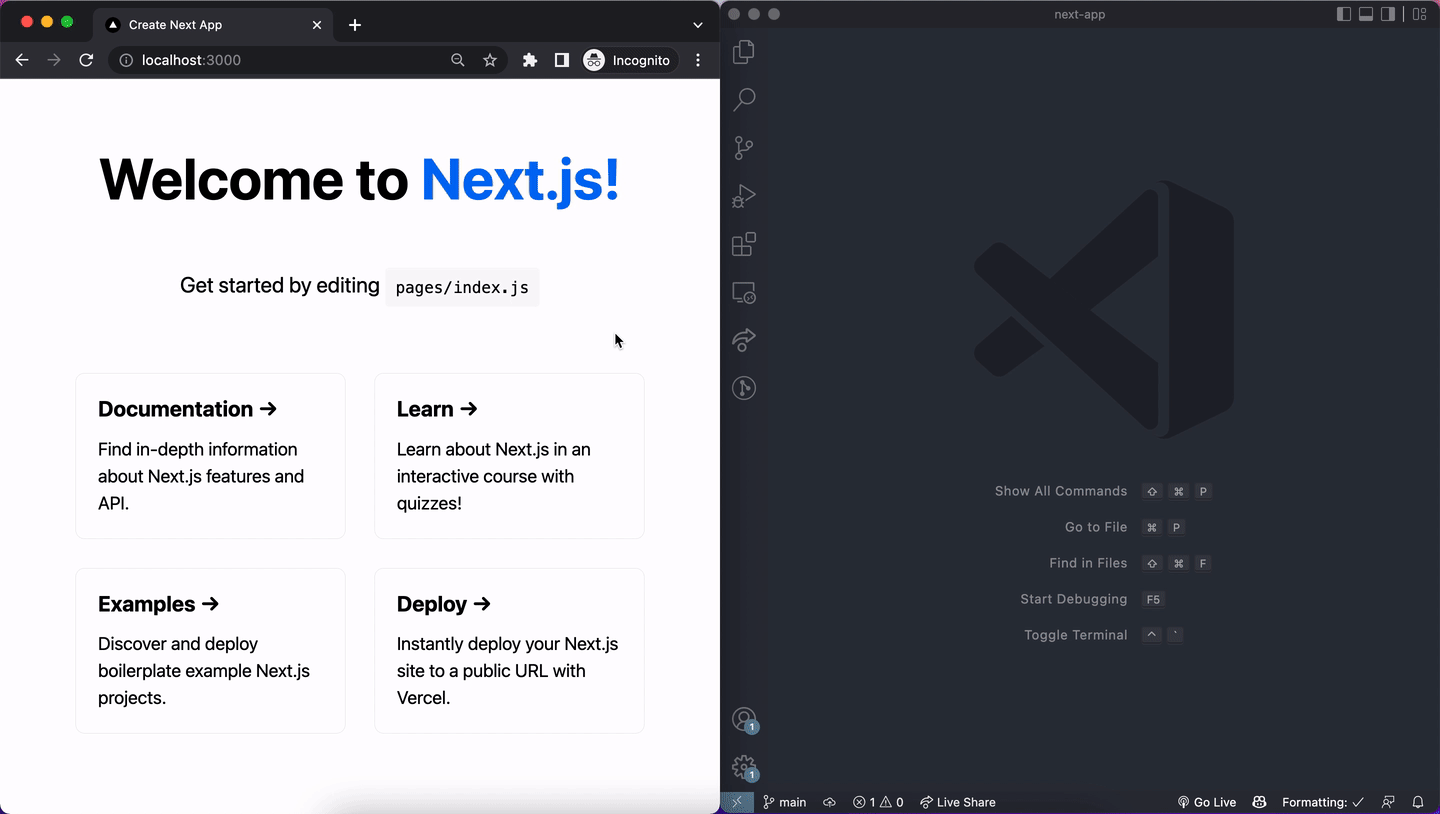 Create Next App
localhost:3000
Incognito
Welcome to Next.js!
Get started by editing pages/index.js
Documentation →
Find in-depth information
about Next.js features and
API.
Learn →
Learn about Next.js in an
interactive course with
quizzes!
Examples →
Discover and deploy
boilerplate example Next.js
projects.
Deploy →
Instantly deploy your Next.js
site to a public URL with
Vercel.
next-app
Show All Commands ⇧ ⌘ P
Go to File ⌘ P
Find in Files ⇧ ⌘ F
Start Debugging F5
Toggle Terminal ^ `
1
1
main
1
0
Live Share
Go Live
Formatting: ✓